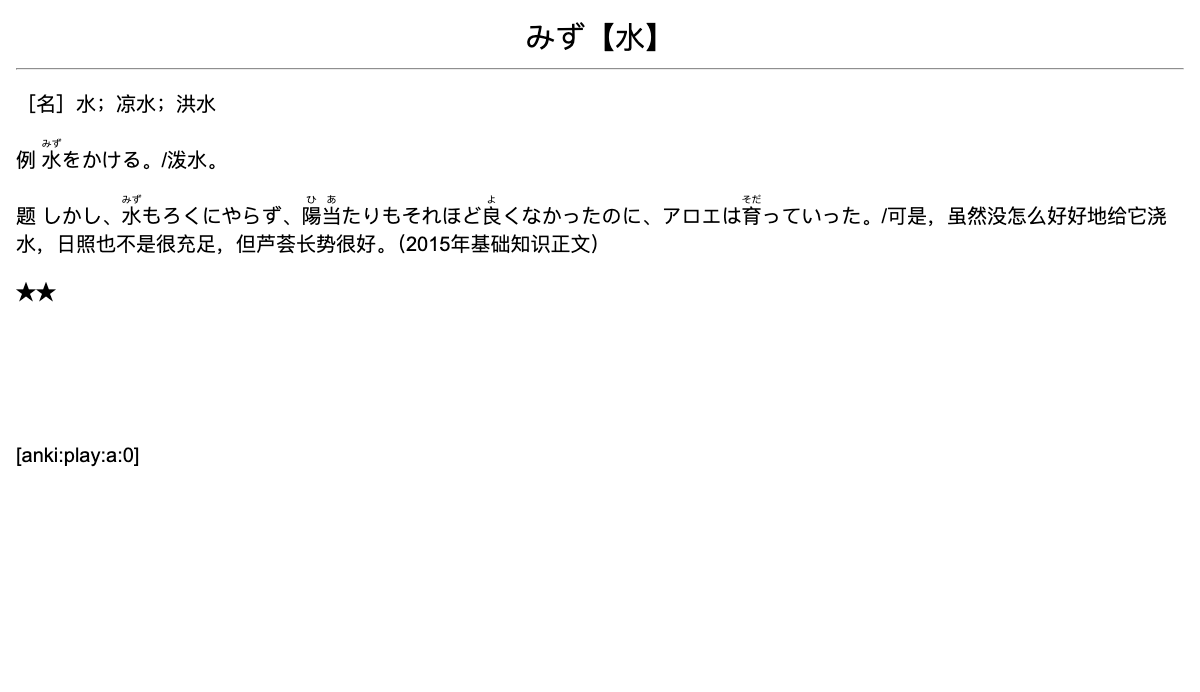 みず【水】
［名］水；凉水；洪水
みず
例 水をかける。/泼水。
みず ひ あ よ そだ
题 しかし、水もろくにやらず、陽当たりもそれほど良くなかったのに、アロエは育っていった。/可是，虽然没怎么好好地给它浇
水，日照也不是很充足，但芦荟长势很好。（2015年基础知识正文）
★★
[anki:play:a:0]